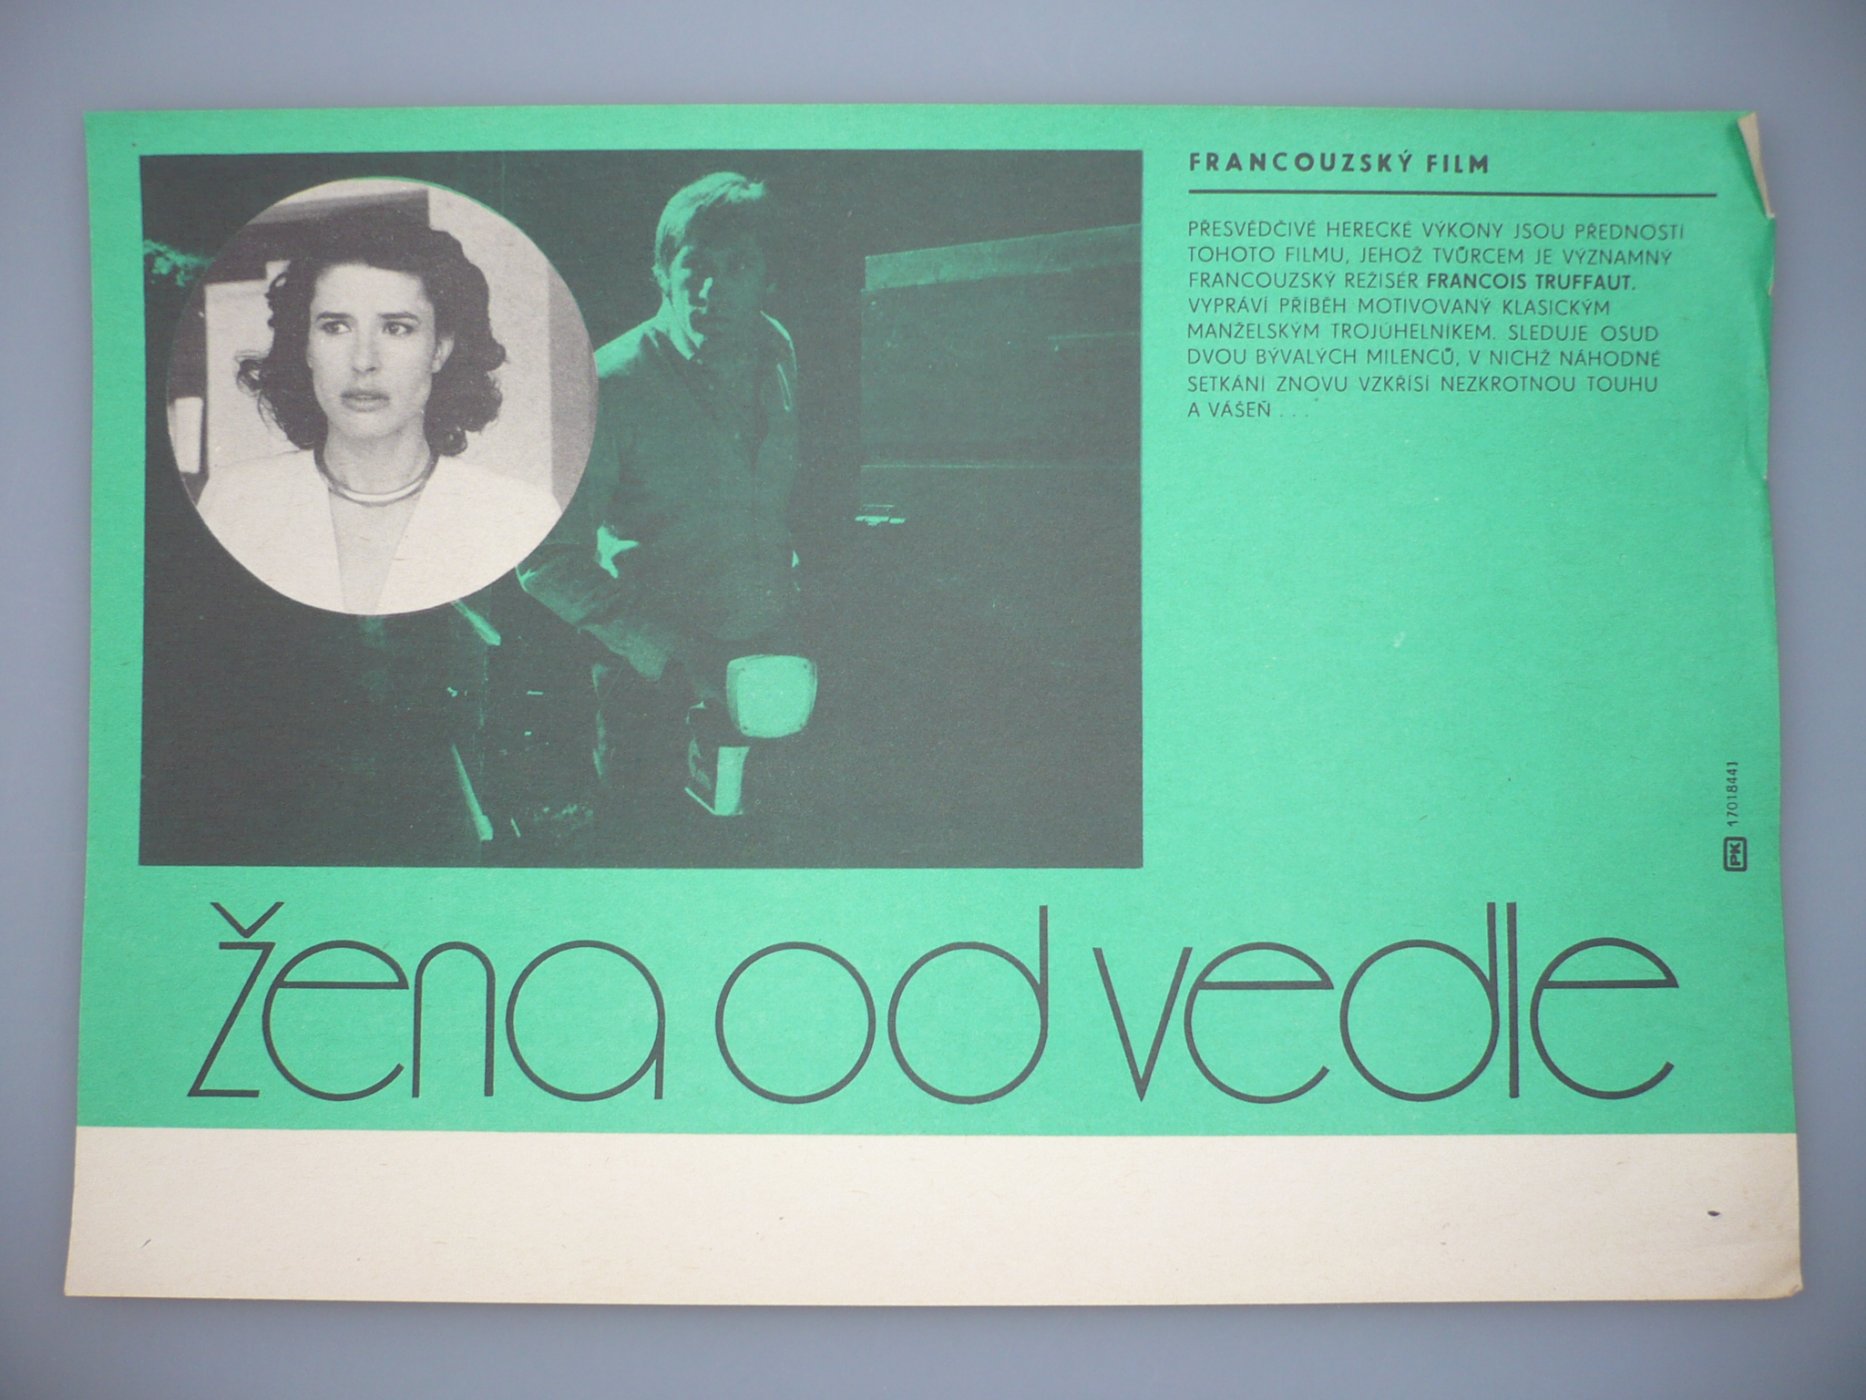 FRANCOUZSKÝ FILM
PŘESVĚDČIVÉ HERECKÉ VÝKONY JSOU PŘEDNOSTÍ
TOHOTO FILMU, JEHOŽ TVŮRCEM JE VÝZNAMNÝ
FRANCOUZSKÝ REŽISÉR FRANCOIS TRUFFAUT.
VYPRÁVÍ PŘÍBĚH MOTIVOVANÝ KLASICKÝM
MANŽELSKÝM TROJÚHELNÍKEM. SLEDUJE OSUD
DVOU BÝVALÝCH MILENCŮ, V NICHŽ NÁHODNÉ
SETKÁNÍ ZNOVU VZKŘÍSÍ NEZKROTNOU TOUHU
A VÁŠEŇ . . .
PK 17018441
žena od vedle